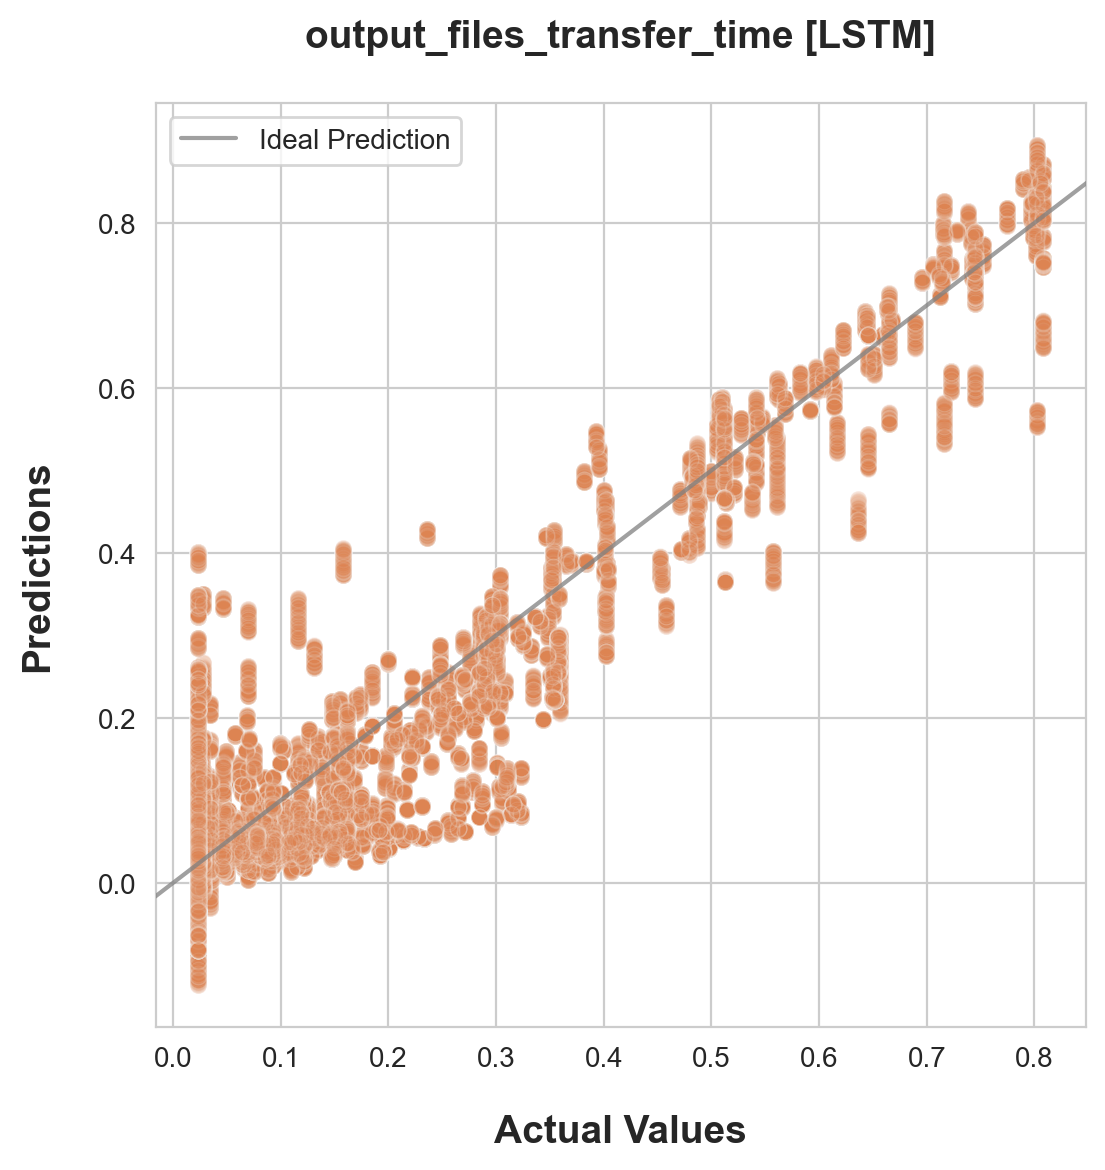 output_files_transfer_time [LSTM]
Ideal Prediction
Predictions
0.8
0.6
0.4
0.2
0.0
0.0 0.1 0.2 0.3 0.4 0.5 0.6 0.7 0.8
Actual Values